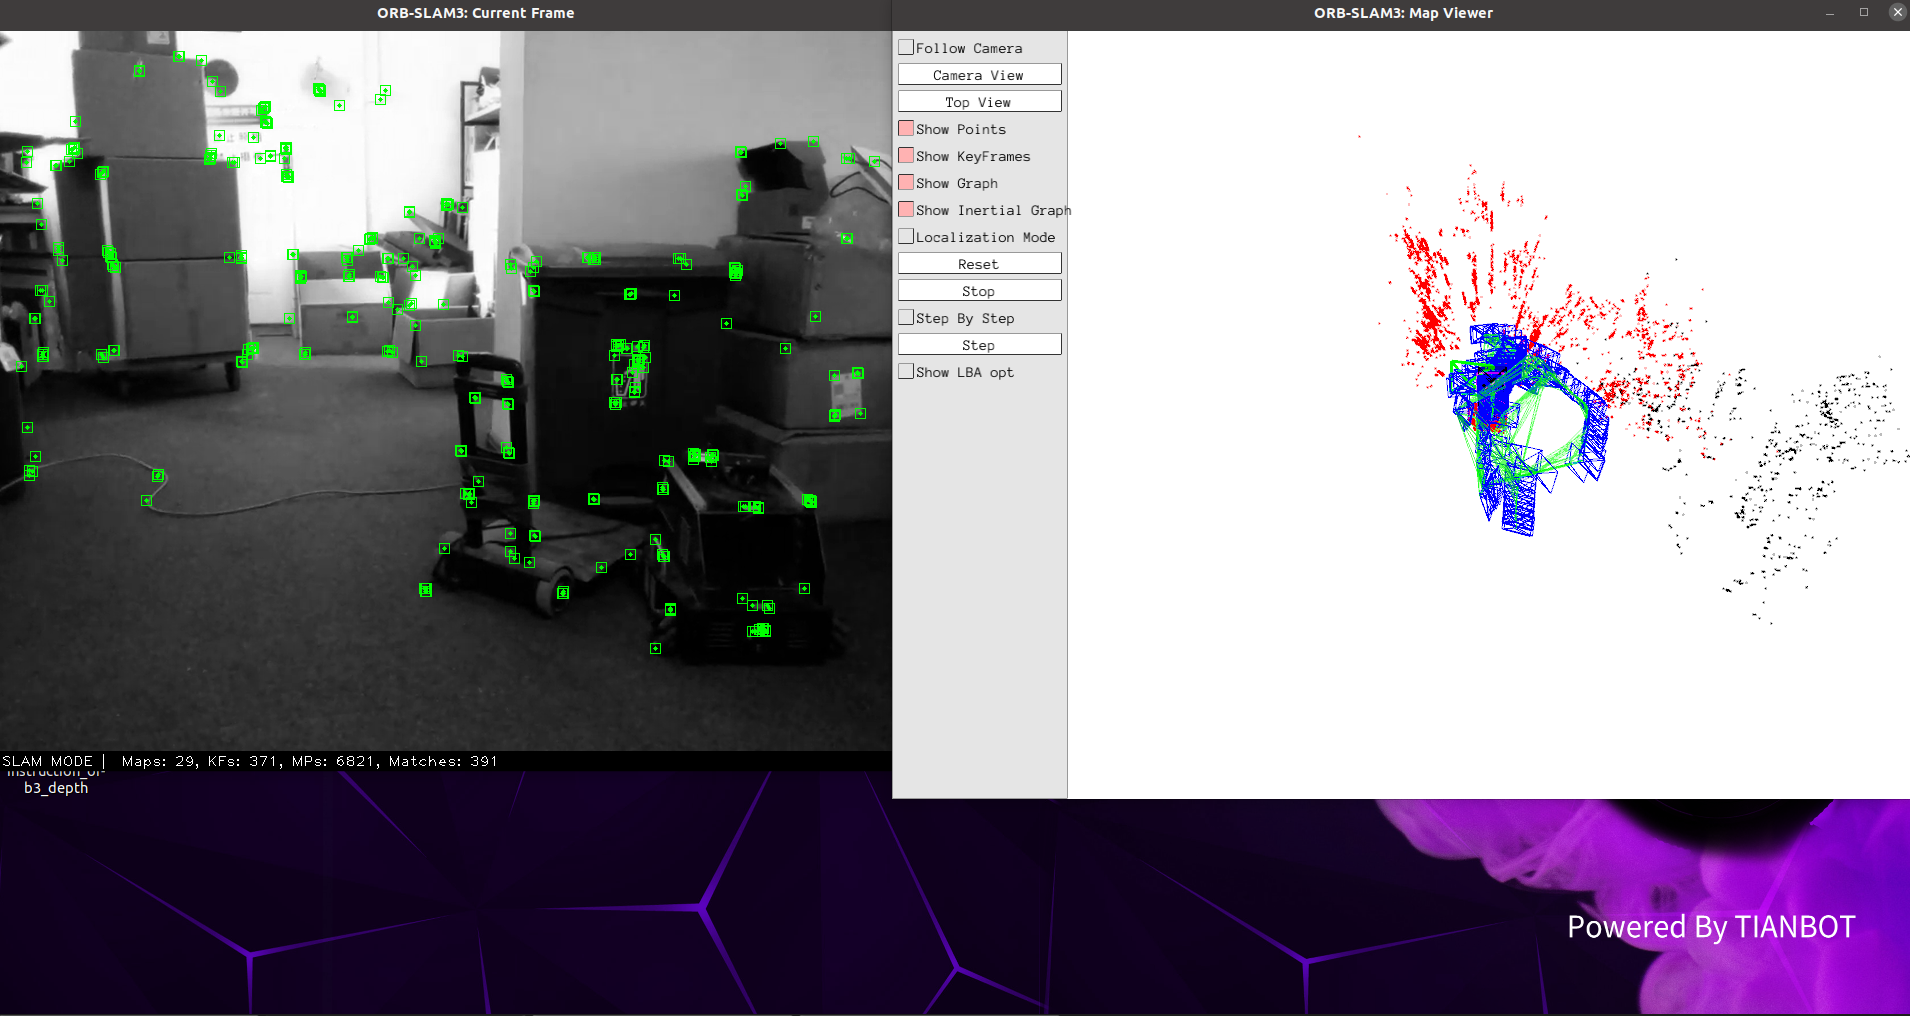 ORB-SLAM3: Current Frame
ORB-SLAM3: Map Viewer
Follow Camera
Camera View
Top View
Show Points
Show KeyFrames
Show Graph
Show Inertial Graph
Localization Mode
Reset
Stop
Step By Step
Step
Show LBA opt
SLAM MODE | Maps: 29, KFs: 371, MPs: 6821, Matches: 391
instruction_or-
b3_depth
Powered By TIANBOT